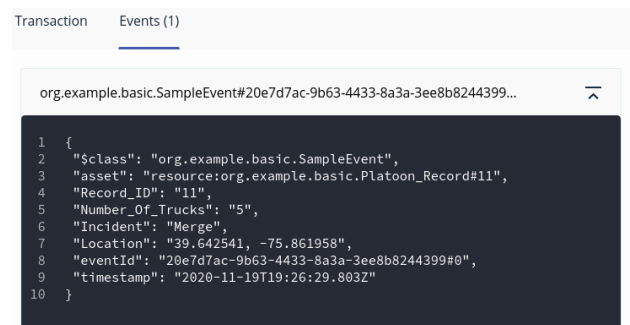 Transaction Events (1)
org.example.basic.SampleEvent#20e7d7ac-9b63-4433-8a3a-3ee8b8244399...
1 {
2 "$class": "org.example.basic.SampleEvent",
3 "asset": "resource:org.example.basic.Platoon_Record#11",
4 "Record_ID": "11",
5 "Number_Of_Trucks": "5",
6 "Incident": "Merge",
7 "Location": "39.642541, -75.861958",
8 "eventId": "20e7d7ac-9b63-4433-8a3a-3ee8b8244399#0",
9 "timestamp": "2020-11-19T19:26:29.803Z"
10 }